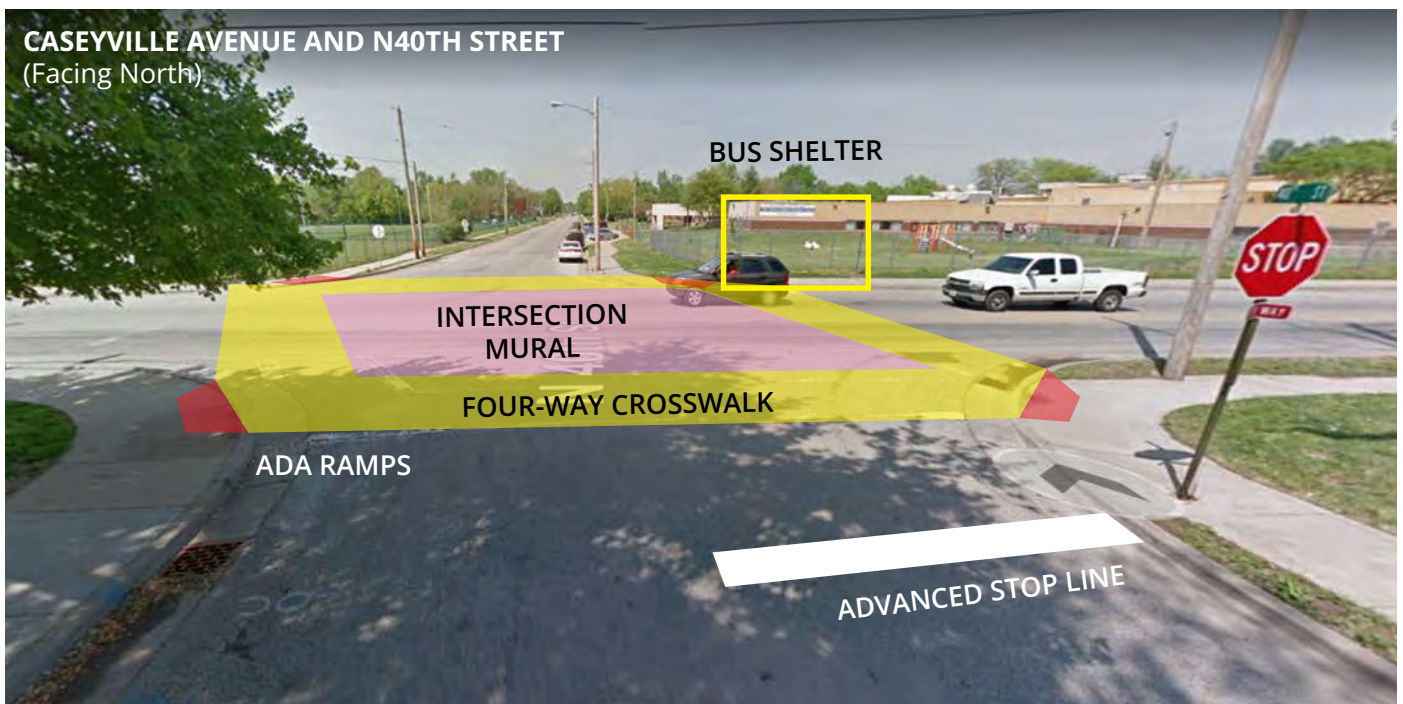 CASEYVILLE AVENUE AND N40TH STREET
(Facing North)
BUS SHELTER
STOP
WAY
INTERSECTION
MURAL
FOUR-WAY CROSSWALK
ADA RAMPS
ADVANCED STOP LINE